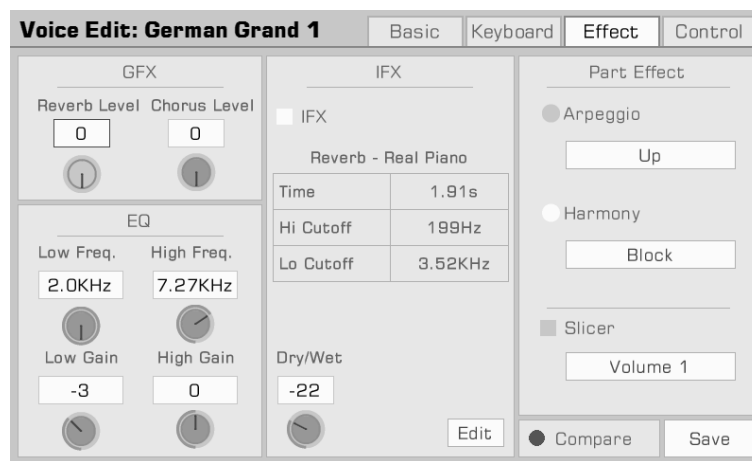 Voice Edit: German Grand 1
Basic
Keyboard
Effect
Control
GFX
Reverb Level
Chorus Level
0
0
EQ
Low Freq.
High Freq.
2.0KHz
7.27KHz
Low Gain
High Gain
-3
0
IFX
IFX
Reverb - Real Piano
Time 1.91s
Hi Cutoff 199Hz
Lo Cutoff 3.52KHz
Dry/Wet
-22
Edit
Part Effect
Arpeggio
Up
Harmony
Block
Slicer
Volume 1
Compare
Save